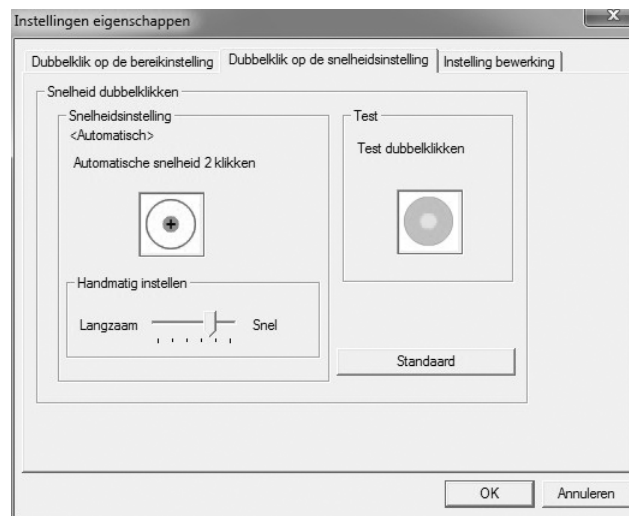 Instellingen eigenschappen
Dubbelklik op de bereikinstelling
Dubbelklik op de snelheidsinstelling
Instelling bewerking
Snelheid dubbelklikken
Snelheidsinstelling
<Automatisch>
Automatische snelheid 2 klikken
Handmatig instellen
Langzaam
Snel
Test
Test dubbelklikken
Standaard
OK
Annuleren